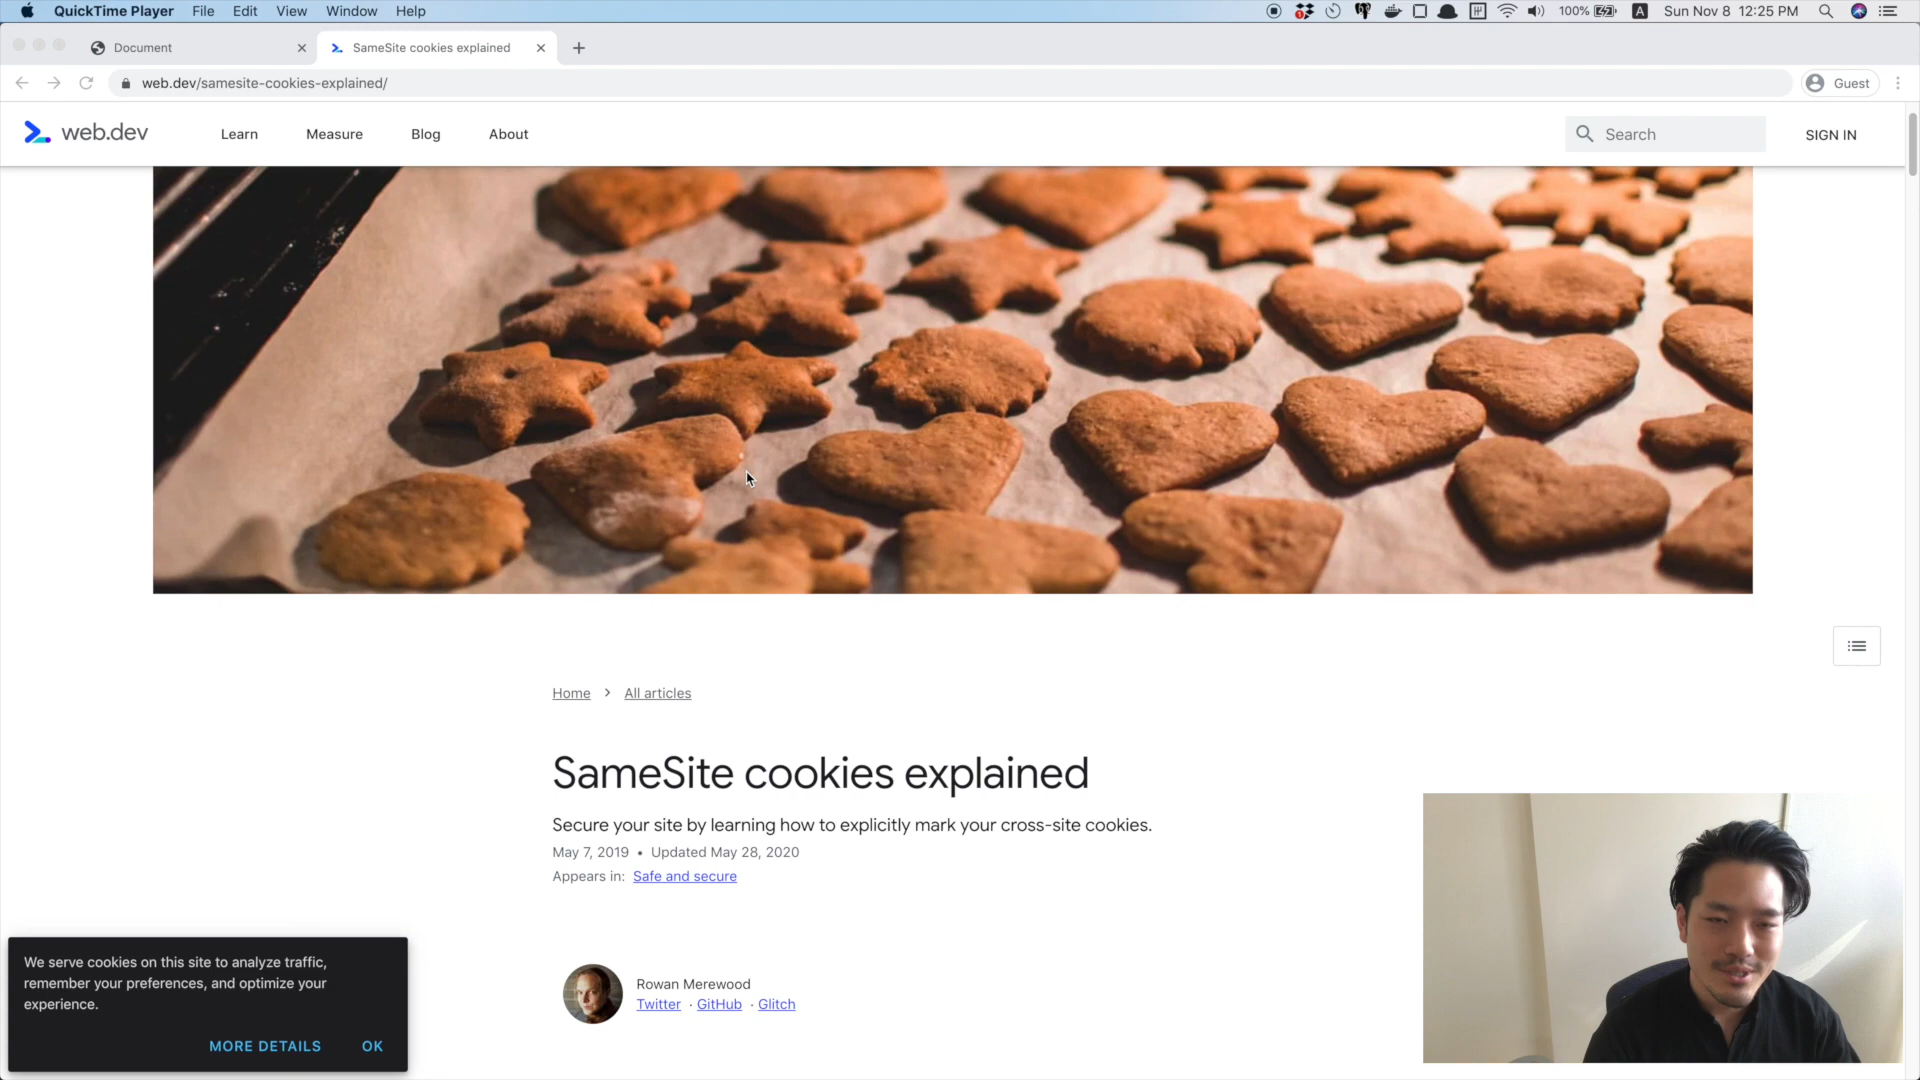 QuickTime Player File Edit View Window Help 100% A Sun Nov 8 12:25 PM
Document SameSite cookies explained
web.dev/samesite-cookies-explained/ Guest
web.dev Learn Measure Blog About Search SIGN IN
Home > All articles
SameSite cookies explained
Secure your site by learning how to explicitly mark your cross-site cookies.
May 7, 2019 • Updated May 28, 2020
Appears in: Safe and secure
Rowan Merewood
Twitter · GitHub · Glitch
We serve cookies on this site to analyze traffic,
remember your preferences, and optimize your
experience.
MORE DETAILS OK